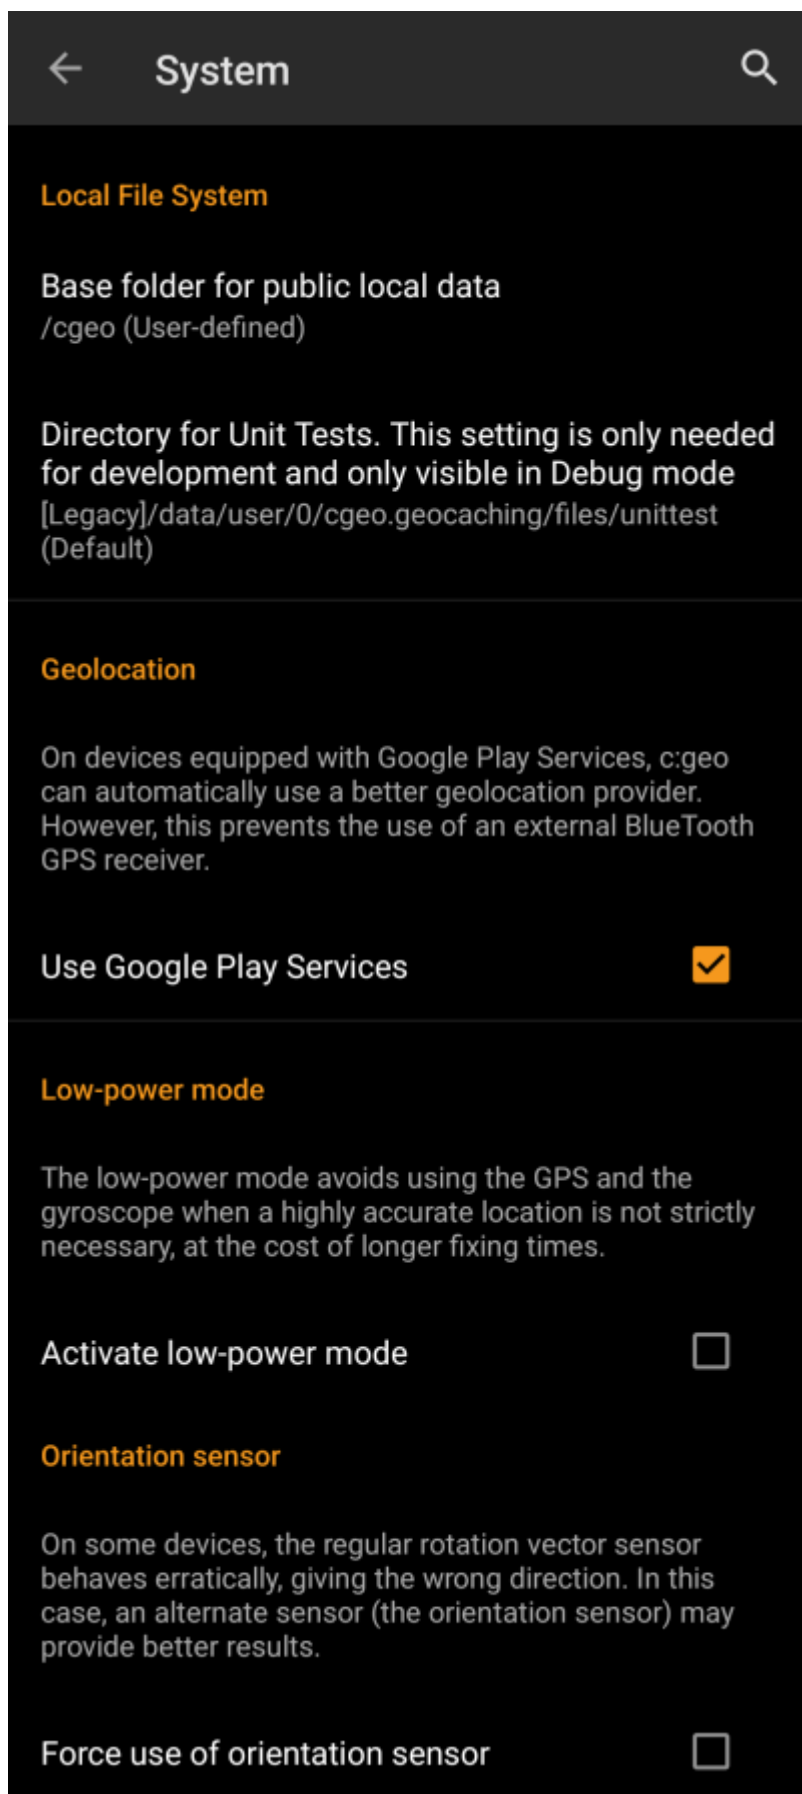 System
Local File System
Base folder for public local data
/cgeo (User-defined)
Directory for Unit Tests. This setting is only needed
for development and only visible in Debug mode
[Legacy]/data/user/0/cgeo.geocaching/files/unittest
(Default)
Geolocation
On devices equipped with Google Play Services, c:geo
can automatically use a better geolocation provider.
However, this prevents the use of an external BlueTooth
GPS receiver.
Use Google Play Services
Low-power mode
The low-power mode avoids using the GPS and the
gyroscope when a highly accurate location is not strictly
necessary, at the cost of longer fixing times.
Activate low-power mode
Orientation sensor
On some devices, the regular rotation vector sensor
behaves erratically, giving the wrong direction. In this
case, an alternate sensor (the orientation sensor) may
provide better results.
Force use of orientation sensor